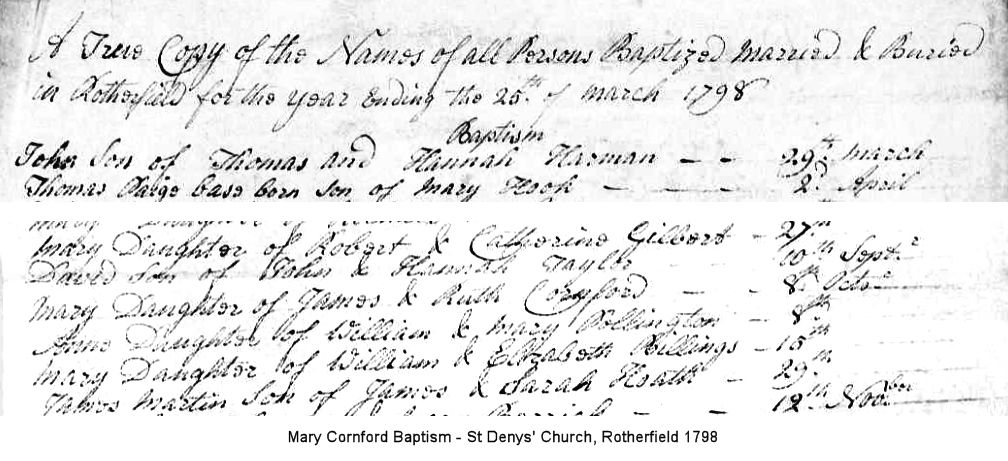 A True Copy of the Names of all Persons Baptized Married & Buried
in Rotherfield for the Year Ending the 25th of March 1798
Baptism
John Son of Thomas and Hannah Harman - - 29th March
Thomas Paige base born Son of Mary Hook - - - 2d April
Mary Daughter of
Mary Daughter of Robert & Catherine Gilbert - 27th
David Son of John & Hannah Taylor - - 10th Septr
Mary Daughter of James & Ruth Cornford - - 8th Octr
Anne Daughter of William & Mary Pollington - 8th
Mary Daughter of William & Elizabeth Billings - 15th
James Martin Son of James & Sarah Heath - 29th
12th Novber
Mary Cornford Baptism - St Denys' Church, Rotherfield 1798